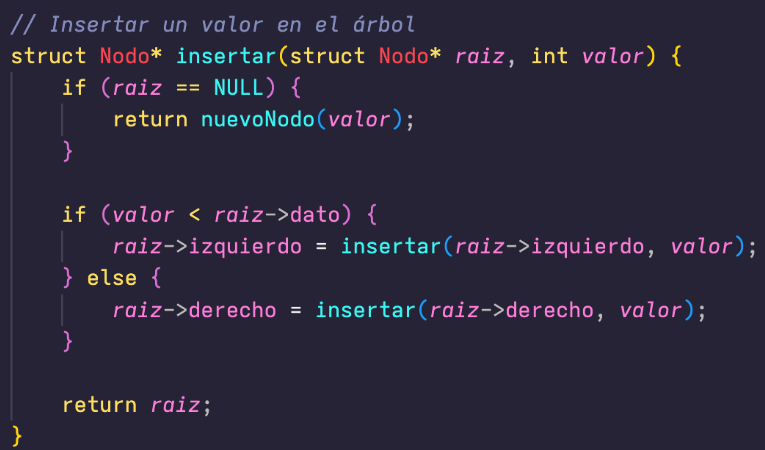 // Insertar un valor en el árbol
struct Nodo* insertar(struct Nodo* raiz, int valor) {
    if (raiz == NULL) {
        return nuevoNodo(valor);
    }

    if (valor < raiz->dato) {
        raiz->izquierdo = insertar(raiz->izquierdo, valor);
    } else {
        raiz->derecho = insertar(raiz->derecho, valor);
    }

    return raiz;
}